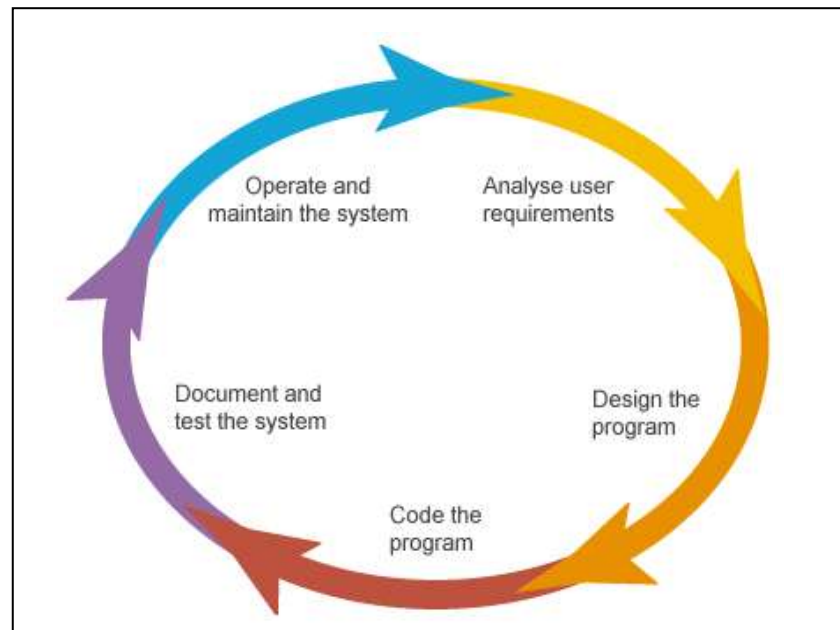 Operate and
maintain the system
Analyse user
requirements
Design the
program
Code the
program
Document and
test the system